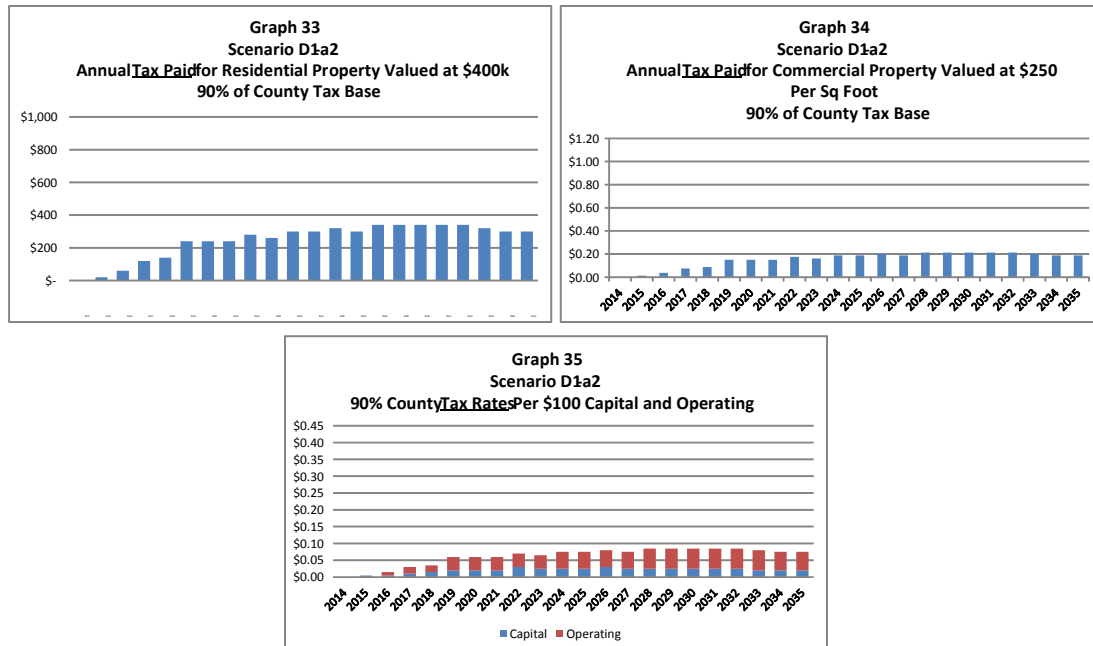 Graph 33
Scenario D1-a2
Annual Tax Paid for Residential Property Valued at $400k
90% of County Tax Base
$1,000
$800
$600
$400
$200
$-
Graph 34
Scenario D1-a2
Annual Tax Paid for Commercial Property Valued at $250
Per Sq Foot
90% of County Tax Base
$1.20
$1.00
$0.80
$0.60
$0.40
$0.20
$0.00
2014 2015 2016 2017 2018 2019 2020 2021 2022 2023 2024 2025 2026 2027 2028 2029 2030 2031 2032 2033 2034 2035
Graph 35
Scenario D1-a2
90% County Tax Rates Per $100 Capital and Operating
$0.45
$0.40
$0.35
$0.30
$0.25
$0.20
$0.15
$0.10
$0.05
$0.00
2014 2015 2016 2017 2018 2019 2020 2021 2022 2023 2024 2025 2026 2027 2028 2029 2030 2031 2032 2033 2034 2035
Capital Operating